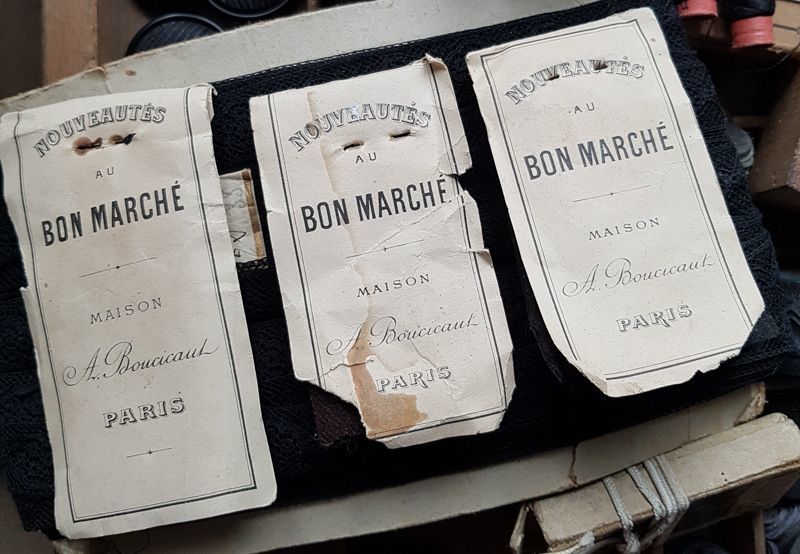 NOUVEAUTÉS
AU
BON MARCHÉ
MAISON
A. Boucicaut
PARIS
NOUVEAUTÉS
AU
BON MARCHÉ
MAISON
A. Boucicaut
PARIS
NOUVEAUTÉS
AU
BON MARCHÉ
MAISON
A. Boucicaut
PARIS